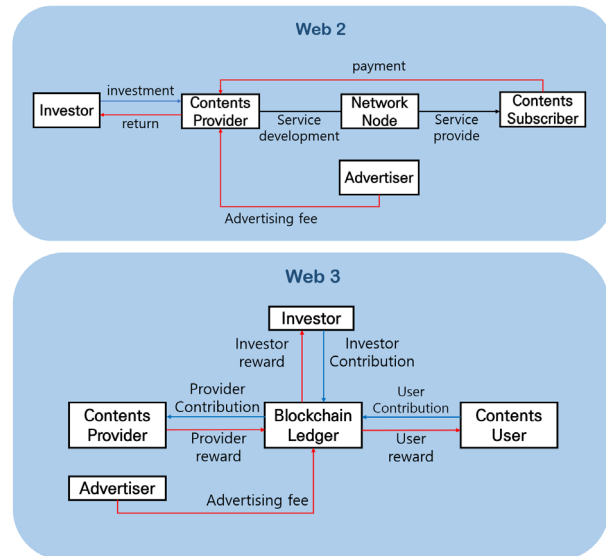 Web 2
payment
investment
Investor
Contents
Provider
Network
Node
Contents
Subscriber
return
Service
development
Service
provide
Advertiser
Advertising fee
Web 3
Investor
Investor
reward
Investor
Contribution
Provider
Contribution
User
Contribution
Contents
Provider
Blockchain
Ledger
Contents
User
Provider
reward
User
reward
Advertiser
Advertising fee